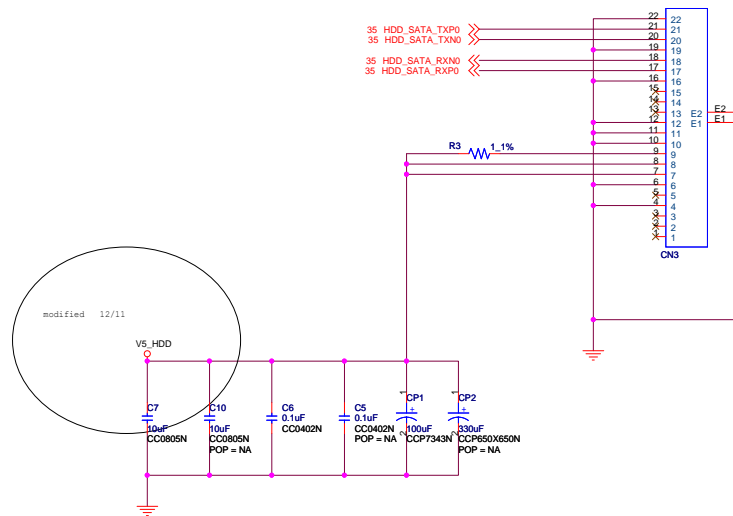 22 22
35 HDD_SATA_TXP0 21 21
35 HDD_SATA_TXN0 20 20
19 19
35 HDD_SATA_RXN0 18 18
35 HDD_SATA_RXP0 17 17
16 16
15 15
14 14
13 13 E2 E2
12 12 E1 E1
11 11
10 10
R3 1_1% 9 9
8 8
7 7
6 6
5 5
4 4
3 3
2 2
1 1
CN3
modified 12/11
V5_HDD
C7
10uF
CC0805N
C10
10uF
CC0805N
POP = NA
C6
0.1uF
CC0402N
C5
0.1uF
CC0402N
POP = NA
1
CP1
+
100uF
2
CCP7343N
1
CP2
+
330uF
2
CCP650X650N
POP = NA